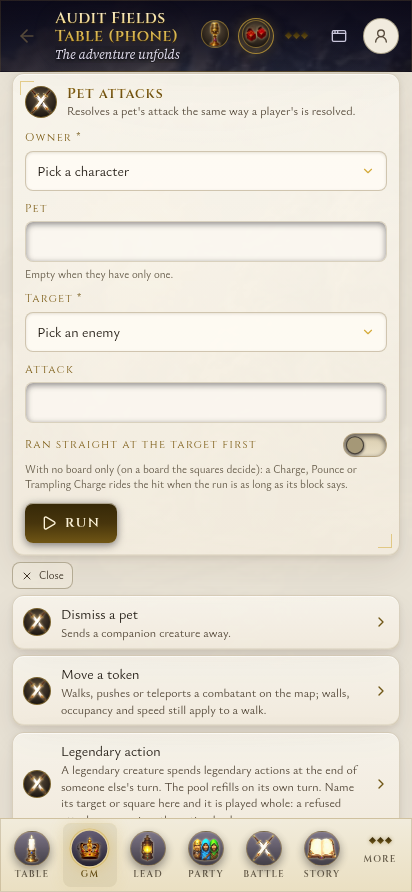 Audit Fields
Table (phone)
The adventure unfolds
Pet attacks
Resolves a pet's attack the same way a player's is resolved.
Owner *
Pick a character
Pet
Empty when they have only one.
Target *
Pick an enemy
Attack
Ran straight at the target first
With no board only (on a board the squares decide): a Charge, Pounce or
Trampling Charge rides the hit when the run is as long as its block says.
RUN
Close
Dismiss a pet
Sends a companion creature away.
Move a token
Walks, pushes or teleports a combatant on the map; walls,
occupancy and speed still apply to a walk.
Legendary action
A legendary creature spends legendary actions at the end of
someone else's turn. The pool refills on its own turn. Name
its target or square here and it is played whole: a refused
TABLE
GM
LEAD
PARTY
BATTLE
STORY
MORE